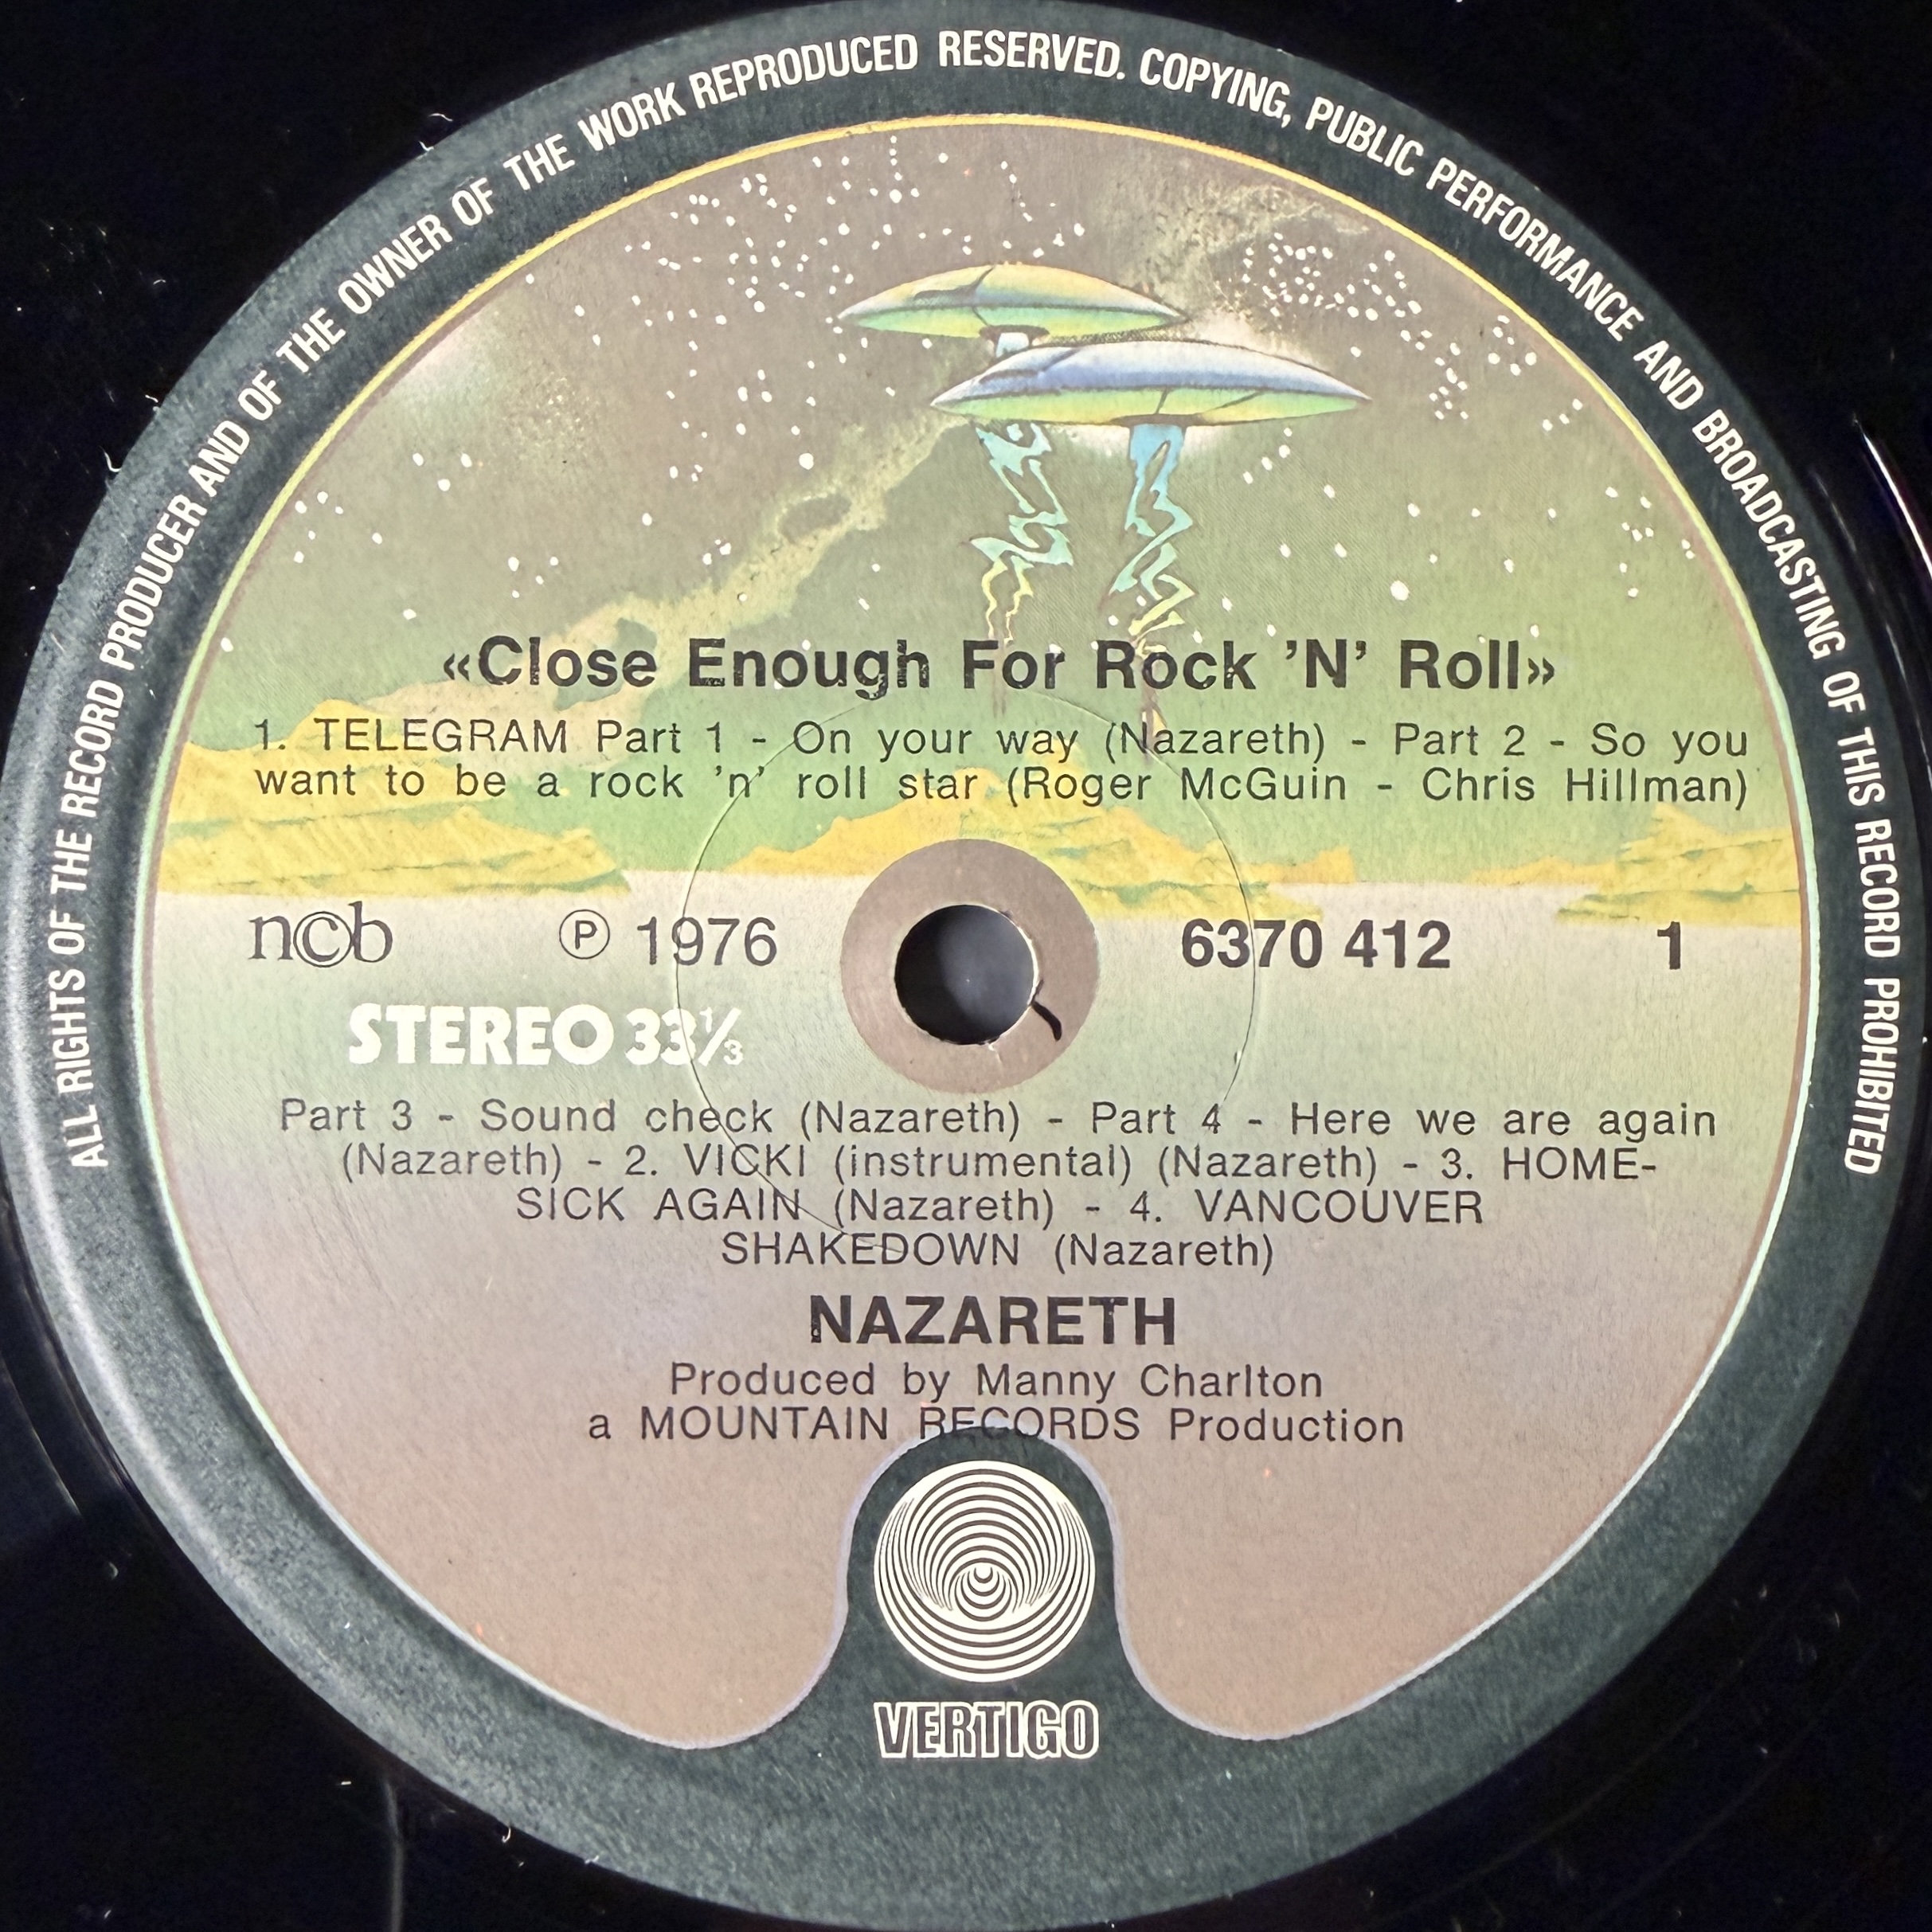 ALL RIGHTS OF THE RECORD PRODUCER AND OF THE OWNER OF THE WORK REPRODUCED RESERVED. COPYING, PUBLIC PERFORMANCE AND BROADCASTING OF THIS RECORD PROHIBITED
«Close Enough For Rock 'N' Roll»
1. TELEGRAM Part 1 - On your way (Nazareth) - Part 2 - So you
want to be a rock 'n' roll star (Roger McGuin - Chris Hillman)
ncb ℗ 1976 6370 412 1
STEREO 33⅓
Part 3 - Sound check (Nazareth) - Part 4 - Here we are again
(Nazareth) - 2. VICKI (instrumental) (Nazareth) - 3. HOME-
SICK AGAIN (Nazareth) - 4. VANCOUVER
SHAKEDOWN (Nazareth)
NAZARETH
Produced by Manny Charlton
a MOUNTAIN RECORDS Production
VERTIGO